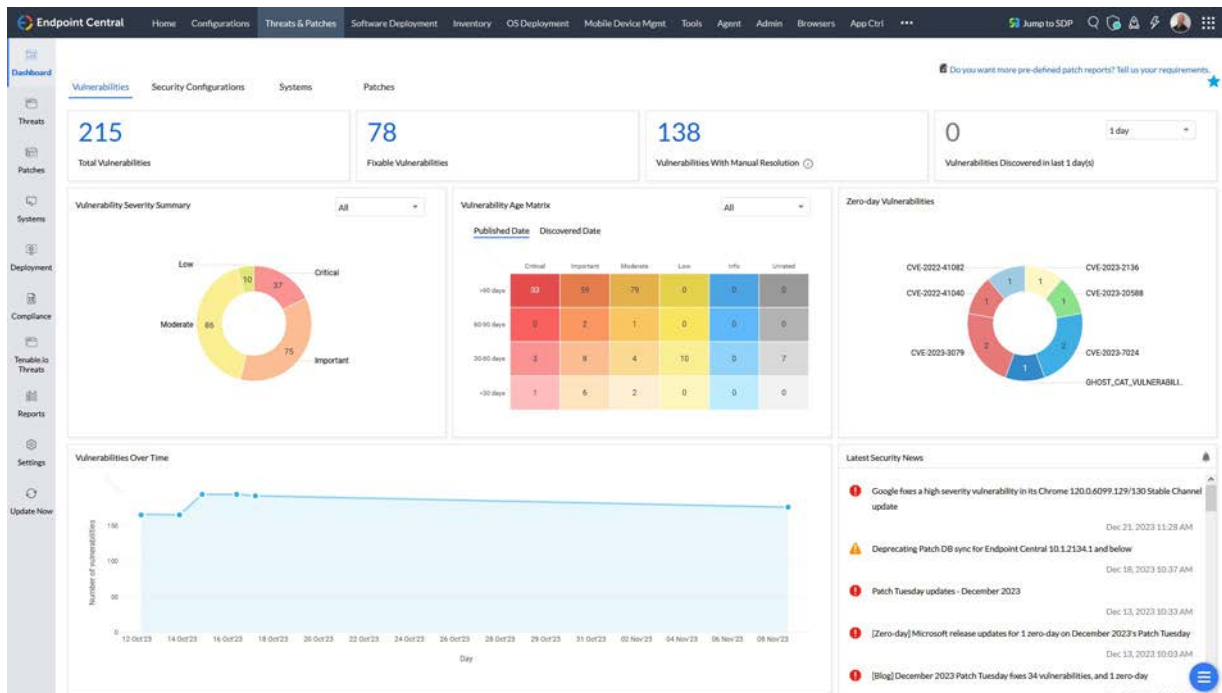 Endpoint Central
Home Configurations Threats & Patches Software Deployment Inventory OS Deployment Mobile Device Mgmt Tools Agent Admin Browsers App Ctrl •••
Jump to SDP
Dashboard
Threats
Patches
Systems
Deployment
Compliance
Tenable.io
Threats
Reports
Settings
Update Now
Do you want more pre-defined patch reports? Tell us your requirements.
Vulnerabilities Security Configurations Systems Patches
215
Total Vulnerabilities
78
Fixable Vulnerabilities
138
Vulnerabilities With Manual Resolution
0
1 day
Vulnerabilities Discovered in last 1 day(s)
Vulnerability Severity Summary
All
Low
Critical
10
37
Moderate
86
75
Important
Vulnerability Age Matrix
All
Published Date Discovered Date
Critical Important Moderate Low Info Unrated
>90 days 33 59 79 0 0 0
60-90 days 0 2 1 0 0 0
30-60 days 3 8 4 10 0 7
<30 days 1 6 2 0 0 0
Zero-day Vulnerabilities
CVE-2022-41082
CVE-2023-2136
1 1
CVE-2022-41040
CVE-2023-20588
1 1
2 2
CVE-2023-3079
CVE-2023-7024
1
GHOST_CAT_VULNERABILI..
Vulnerabilities Over Time
Number of vulnerabilities
150
100
50
0
12 Oct'23 14 Oct'23 16 Oct'23 18 Oct'23 20 Oct'23 22 Oct'23 24 Oct'23 26 Oct'23 28 Oct'23 29 Oct'23 31 Oct'23 02 Nov'23 04 Nov'23 06 Nov'23 08 Nov'23
Day
Latest Security News
Google fixes a high severity vulnerability in its Chrome 120.0.6099.129/130 Stable Channel
update
Dec 21, 2023 11:28 AM
Deprecating Patch DB sync for Endpoint Central 10.1.2134.1 and below
Dec 18, 2023 10:37 AM
Patch Tuesday updates - December 2023
Dec 13, 2023 10:33 AM
[Zero-day] Microsoft release updates for 1 zero-day on December 2023's Patch Tuesday
Dec 13, 2023 10:03 AM
[Blog] December 2023 Patch Tuesday fixes 34 vulnerabilities, and 1 zero-day